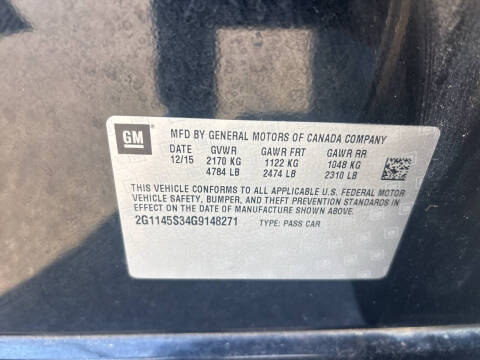 GM
MFD BY GENERAL MOTORS OF CANADA COMPANY
DATE GVWR GAWR FRT GAWR RR
12/15 2170 KG 1122 KG 1048 KG
4784 LB 2474 LB 2310 LB
THIS VEHICLE CONFORMS TO ALL APPLICABLE U.S. FEDERAL MOTOR
VEHICLE SAFETY, BUMPER, AND THEFT PREVENTION STANDARDS IN
EFFECT ON THE DATE OF MANUFACTURE SHOWN ABOVE.
2G1145S34G9148271 TYPE: PASS CAR